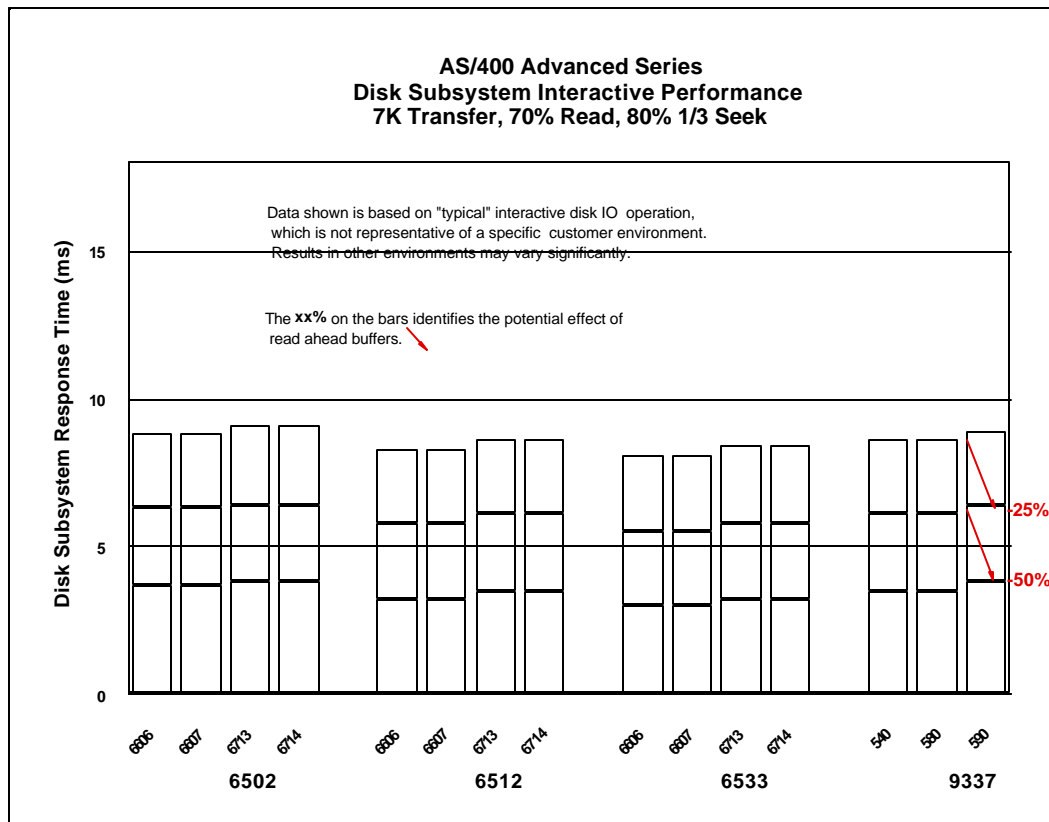 AS/400 Advanced Series
Disk Subsystem Interactive Performance
7K Transfer, 70% Read, 80% 1/3 Seek
Data shown is based on "typical" interactive disk IO operation,
which is not representative of a specific customer environment.
Results in other environments may vary significantly.
The xx% on the bars identifies the potential effect of
read ahead buffers.
Disk Subsystem Response Time (ms)
15
10
5
0
-25%
-50%
6606 6607 6713 6714 6606 6607 6713 6714 6606 6607 6713 6714 540 580 590
6502 6512 6533 9337